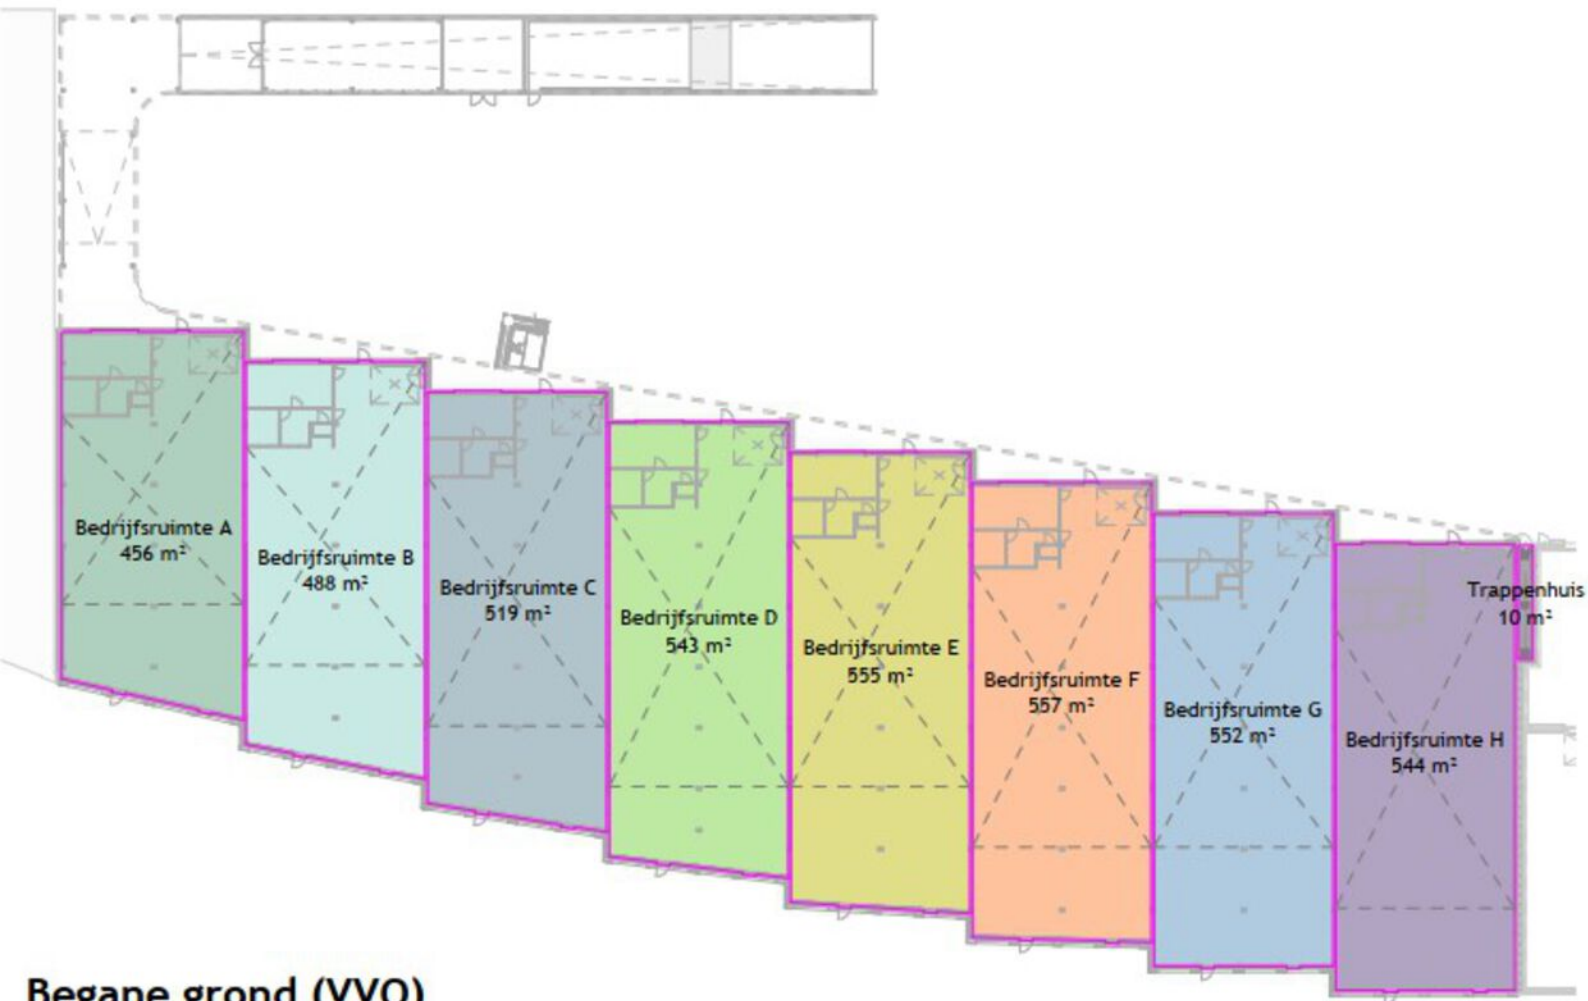 Bedrijfsruimte A
456 m²
Bedrijfsruimte B
488 m²
Bedrijfsruimte C
519 m²
Bedrijfsruimte D
543 m²
Bedrijfsruimte E
555 m²
Bedrijfsruimte F
557 m²
Bedrijfsruimte G
552 m²
Bedrijfsruimte H
544 m²
Trappenhuis
10 m²
Begane grond (VVO)